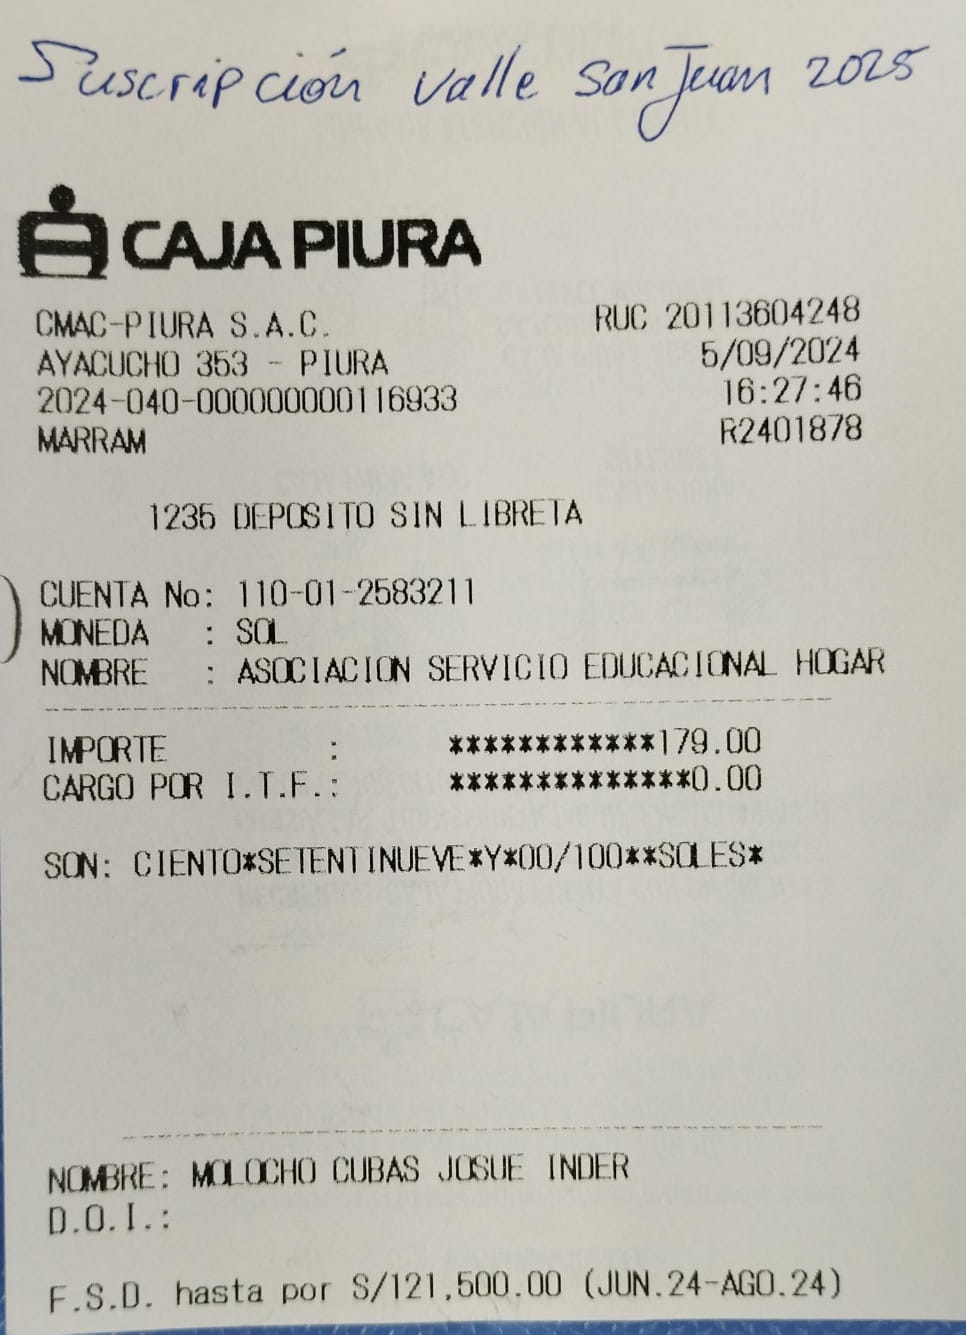 Suscripción Valle San Juan 2025
CAJA PIURA
CMAC-PIURA S.A.C. RUC 20113604248
AYACUCHO 353 - PIURA 5/09/2024
2024-040-000000000116933 16:27:46
MARRAM R2401878
1235 DEPOSITO SIN LIBRETA
CUENTA No: 110-01-2583211
MONEDA : SOL
NOMBRE : ASOCIACION SERVICIO EDUCACIONAL HOGAR
IMPORTE : ************179.00
CARGO POR I.T.F.: **************0.00
SON: CIENTO*SETENTINUEVE*Y*00/100**SOLES*
NOMBRE: MOLOCHO CUBAS JOSUE INDER
D.O.I.:
F.S.D. hasta por S/121,500.00 (JUN.24-AGO.24)